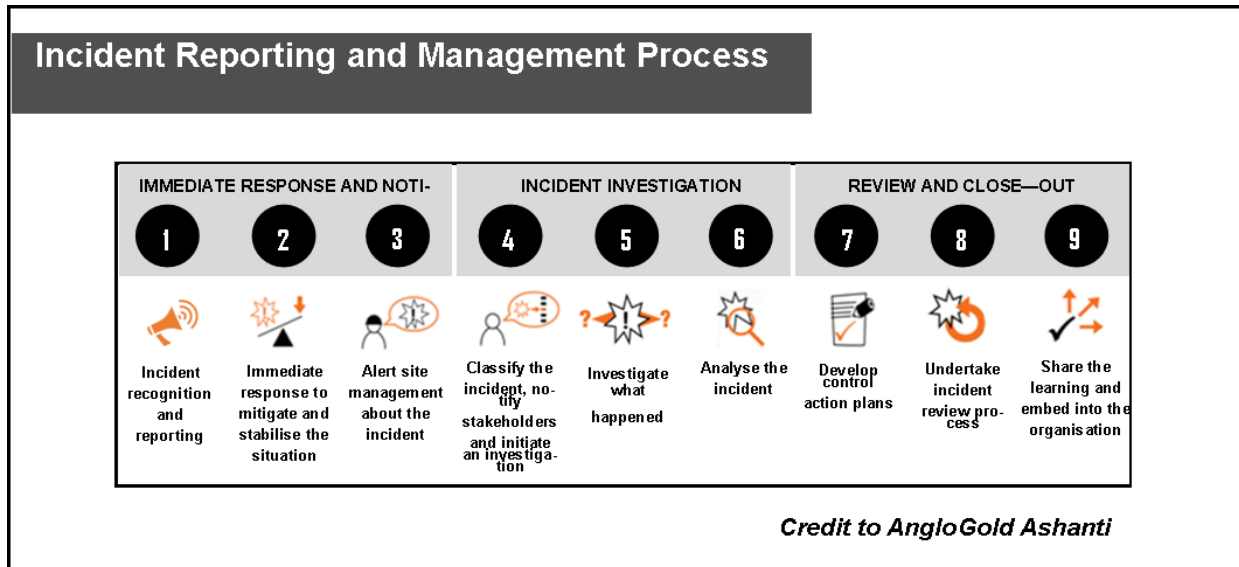 Incident Reporting and Management Process
IMMEDIATE RESPONSE AND NOTI-
INCIDENT INVESTIGATION
REVIEW AND CLOSE—OUT
1
2
3
4
5
6
7
8
9
! !
! !
? ! ?
Incident
recognition
and
reporting
Immediate
response to
mitigate and
stabilise the
situation
Alert site
management
about the
incident
Classify the
incident, no-
tify
stakeholders
and initiate
an investiga-
tion
Investigate
what
happened
Analyse the
incident
Develop
control
action plans
Undertake
incident
review pro-
cess
Share the
learning and
embed into the
organisation
Credit to AngloGold Ashanti